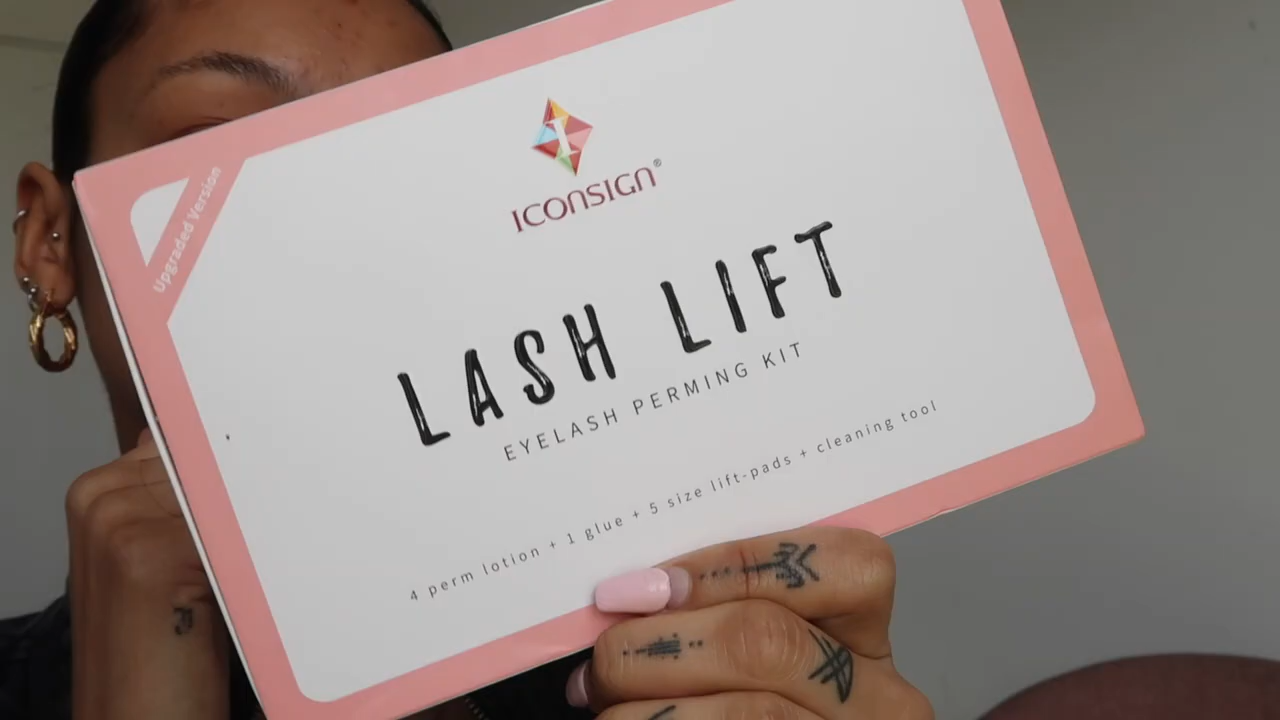 I
ICONSIGN®
Upgraded Version
LASH LIFT
EYELASH PERMING KIT
4 perm lotion + 1 glue + 5 size lift-pads + cleaning tool